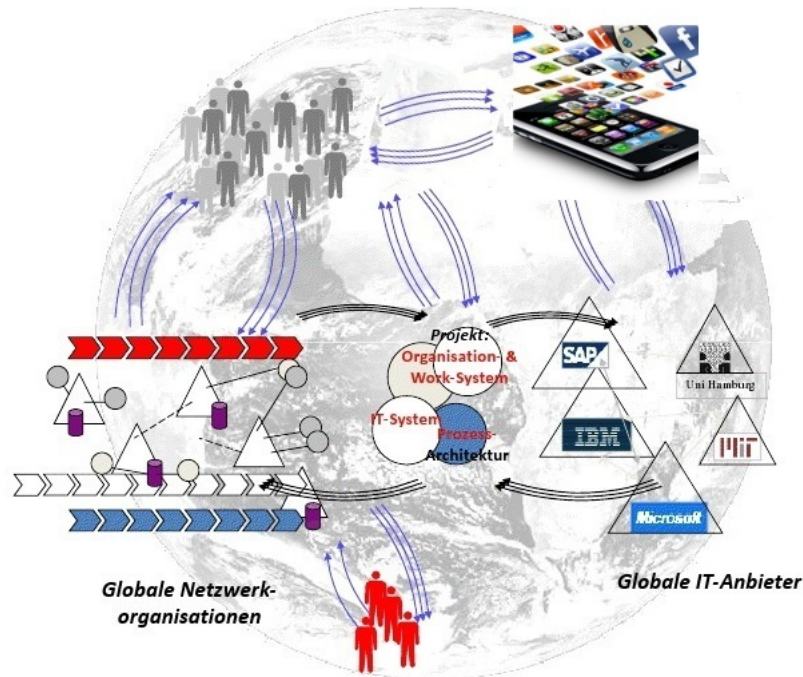 f
Projekt:
Organisation- &
Work-System
IT-System
Prozess-
Architektur
SAP
Uni Hamburg
IBM
MIT
Microsoft
Globale Netzwerk-
organisationen
Globale IT-Anbieter